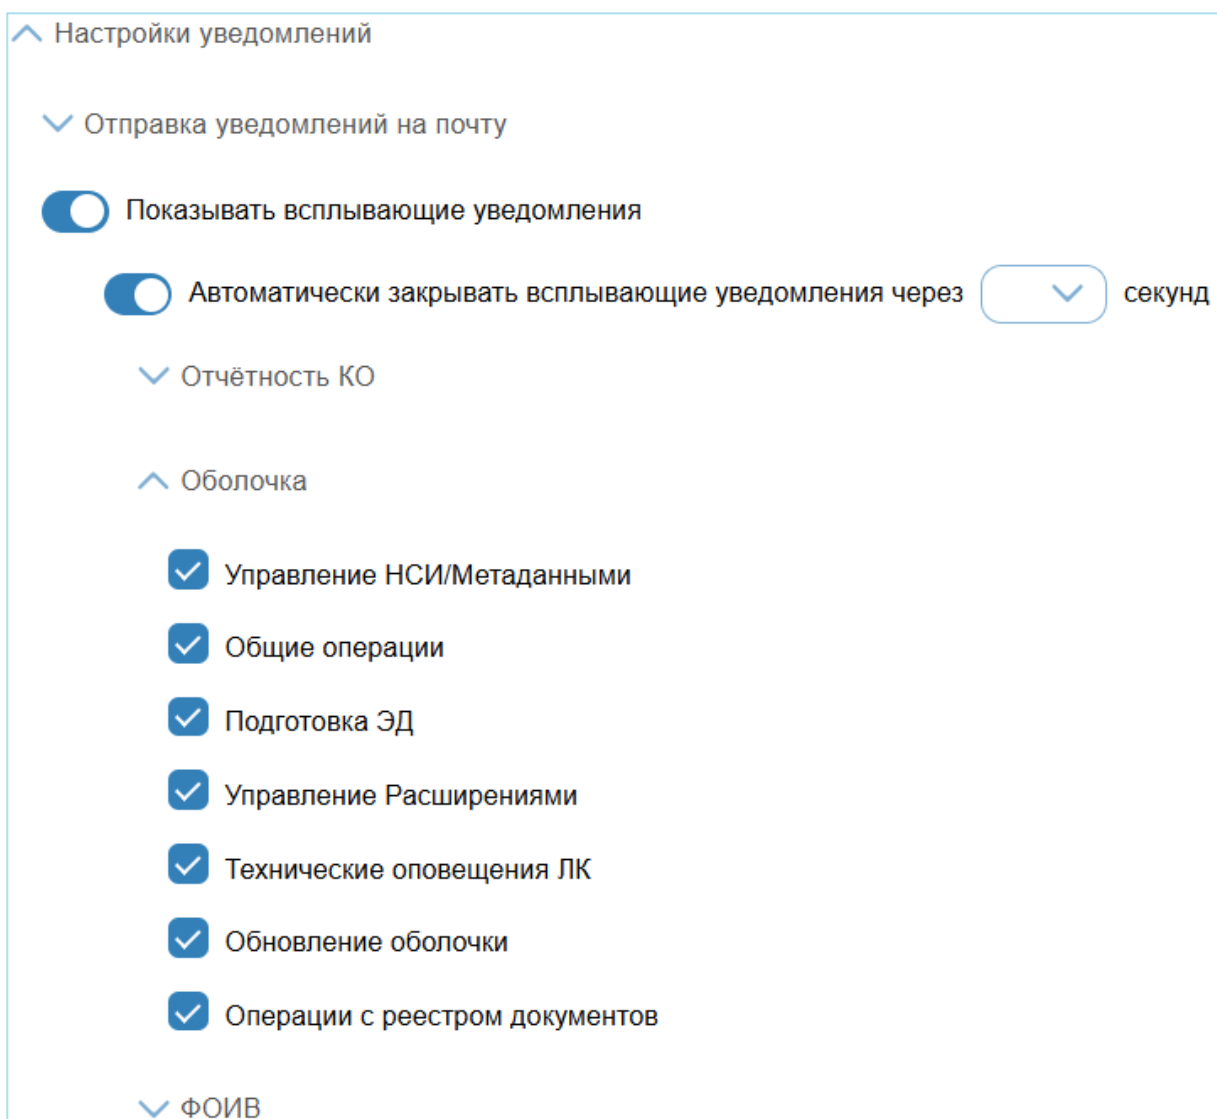 Настройки уведомлений
Отправка уведомлений на почту
Показывать всплывающие уведомления
Автоматически закрывать всплывающие уведомления через секунд
Отчётность КО
Оболочка
Управление НСИ/Метаданными
Общие операции
Подготовка ЭД
Управление Расширениями
Технические оповещения ЛК
Обновление оболочки
Операции с реестром документов
ФОИВ